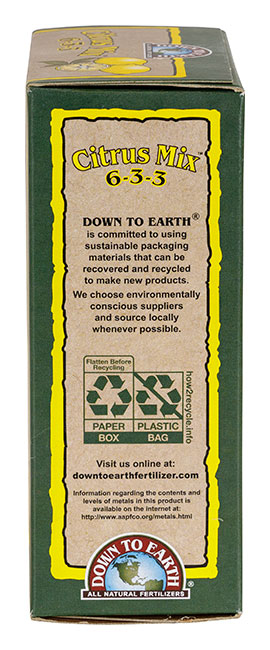 Citrus Mix™
6-3-3
DOWN TO EARTH®
is committed to using
sustainable packaging
materials that can be
recovered and recycled
to make new products.
We choose environmentally
conscious suppliers
and source locally
whenever possible.
Flatten Before
Recycling
PAPER
BOX
PLASTIC
BAG
how2recycle.info
Visit us online at:
downtoearthfertilizer.com
Information regarding the contents and
levels of metals in this product is
available on the internet at:
http://www.aapfco.org/metals.html
DOWN TO EARTH
ALL NATURAL FERTILIZERS